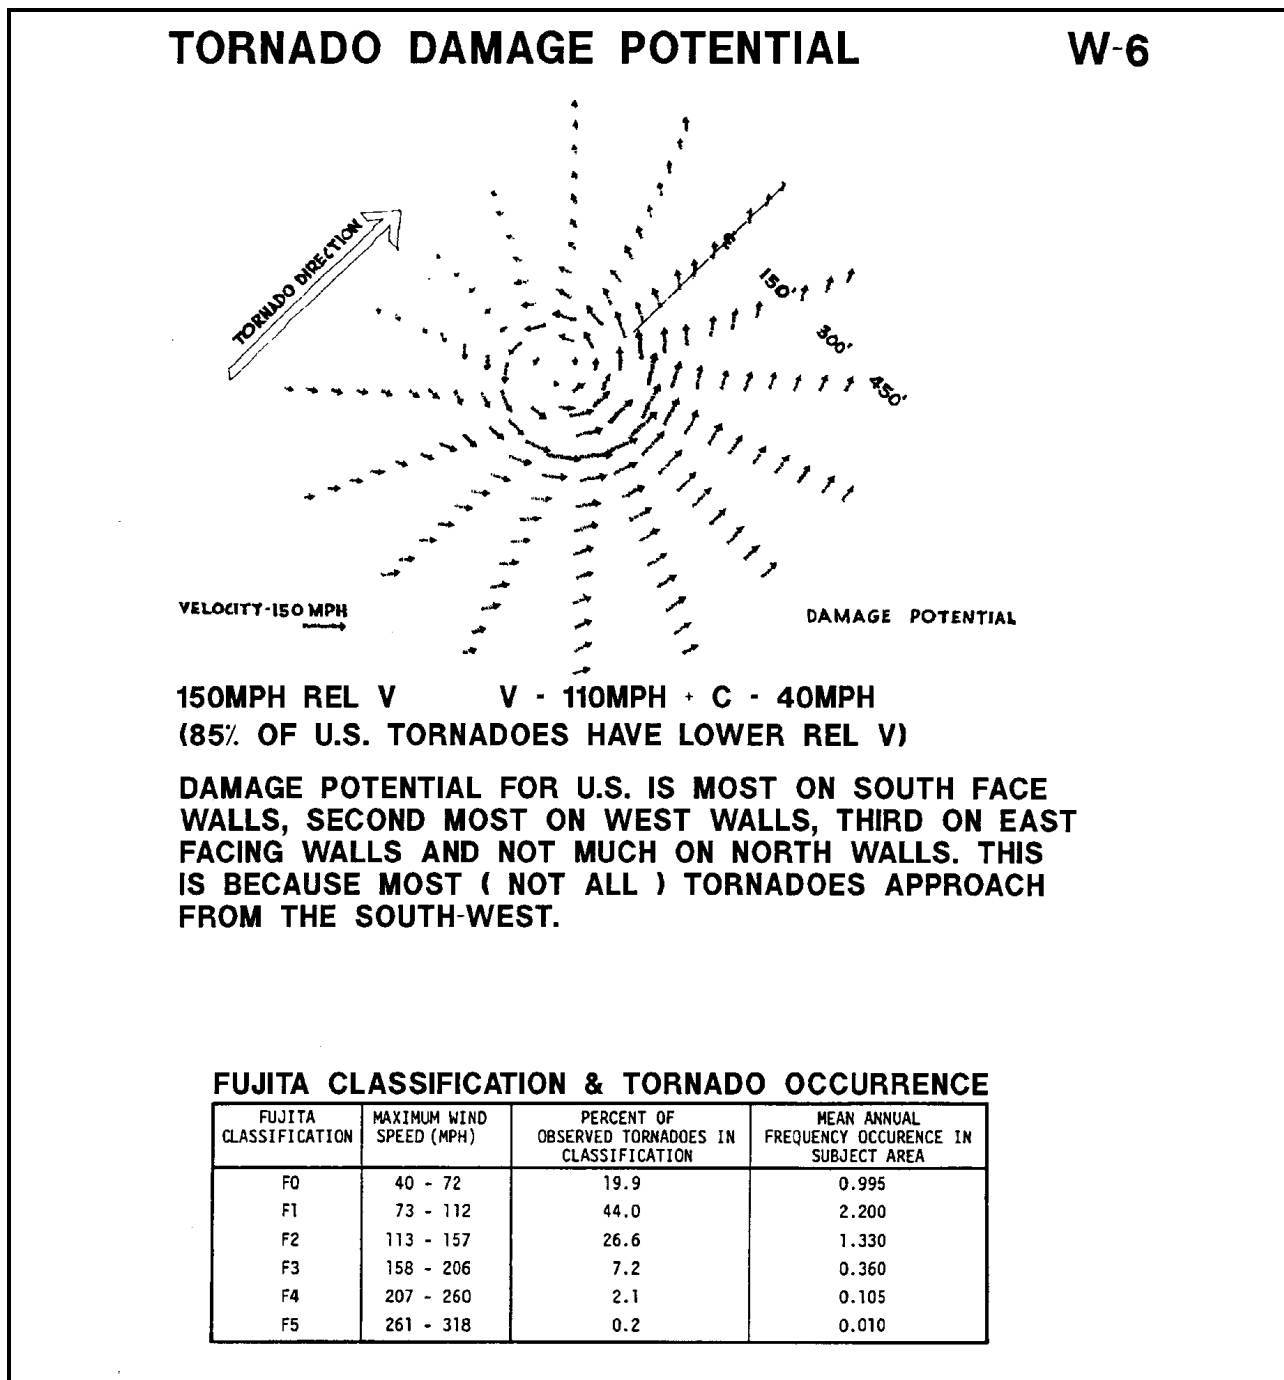 TORNADO DAMAGE POTENTIAL W-6
TORNADO DIRECTION
150'
300'
450'
VELOCITY-150 MPH
DAMAGE POTENTIAL
150MPH REL V V - 110MPH + C - 40MPH
(85% OF U.S. TORNADOES HAVE LOWER REL V)
DAMAGE POTENTIAL FOR U.S. IS MOST ON SOUTH FACE
WALLS, SECOND MOST ON WEST WALLS, THIRD ON EAST
FACING WALLS AND NOT MUCH ON NORTH WALLS. THIS
IS BECAUSE MOST ( NOT ALL ) TORNADOES APPROACH
FROM THE SOUTH-WEST.
FUJITA CLASSIFICATION & TORNADO OCCURRENCE
FUJITA CLASSIFICATION MAXIMUM WIND SPEED (MPH) PERCENT OF OBSERVED TORNADOES IN CLASSIFICATION MEAN ANNUAL FREQUENCY OCCURENCE IN SUBJECT AREA
F0 40 - 72 19.9 0.995
F1 73 - 112 44.0 2.200
F2 113 - 157 26.6 1.330
F3 158 - 206 7.2 0.360
F4 207 - 260 2.1 0.105
F5 261 - 318 0.2 0.010